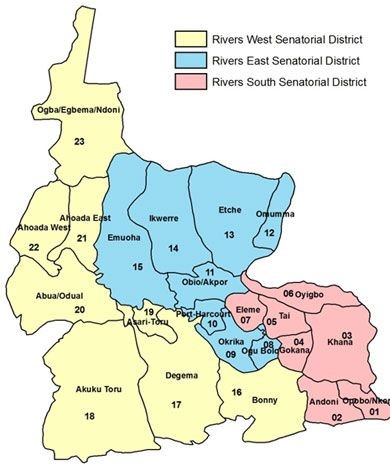 Rivers West Senatorial District
Rivers East Senatorial District
Rivers South Senatorial District
Ogba/Egbema/Ndoni
23
Ahoada West
22
Ahoada East
21
Emuoha
15
Ikwerre
14
Etche
13
Omumma
12
11
Obio/Akpor
Abua/Odual
20
19
Asari-Toru
Port-Harcourt
10
Eleme
07
06 Oyigbo
05
Tai
03
Khana
04
Gokana
08
Ogu Bolo
Okrika
09
Akuku Toru
18
Degema
17
16
Bonny
Andoni
02
01